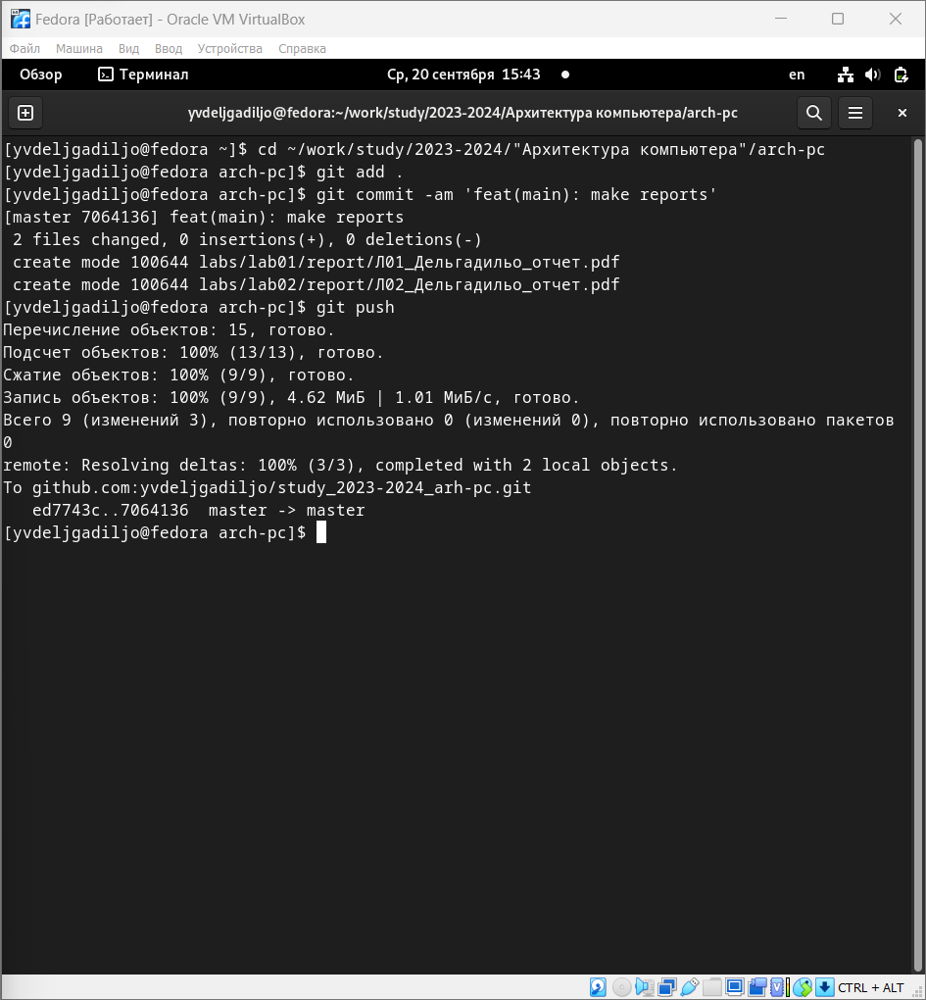 Fedora [Работает] - Oracle VM VirtualBox
Файл Машина Вид Ввод Устройства Справка
Обзор Терминал Ср, 20 сентября 15:43 en
yvdeljgadiljo@fedora:~/work/study/2023-2024/Архитектура компьютера/arch-pc
[yvdeljgadiljo@fedora ~]$ cd ~/work/study/2023-2024/"Архитектура компьютера"/arch-pc
[yvdeljgadiljo@fedora arch-pc]$ git add .
[yvdeljgadiljo@fedora arch-pc]$ git commit -am 'feat(main): make reports'
[master 7064136] feat(main): make reports
 2 files changed, 0 insertions(+), 0 deletions(-)
 create mode 100644 labs/lab01/report/Л01_Дельгадильо_отчет.pdf
 create mode 100644 labs/lab02/report/Л02_Дельгадильо_отчет.pdf
[yvdeljgadiljo@fedora arch-pc]$ git push
Перечисление объектов: 15, готово.
Подсчет объектов: 100% (13/13), готово.
Сжатие объектов: 100% (9/9), готово.
Запись объектов: 100% (9/9), 4.62 МиБ | 1.01 МиБ/с, готово.
Всего 9 (изменений 3), повторно использовано 0 (изменений 0), повторно использовано пакетов
0
remote: Resolving deltas: 100% (3/3), completed with 2 local objects.
To github.com:yvdeljgadiljo/study_2023-2024_arh-pc.git
   ed7743c..7064136  master -> master
[yvdeljgadiljo@fedora arch-pc]$
CTRL + ALT